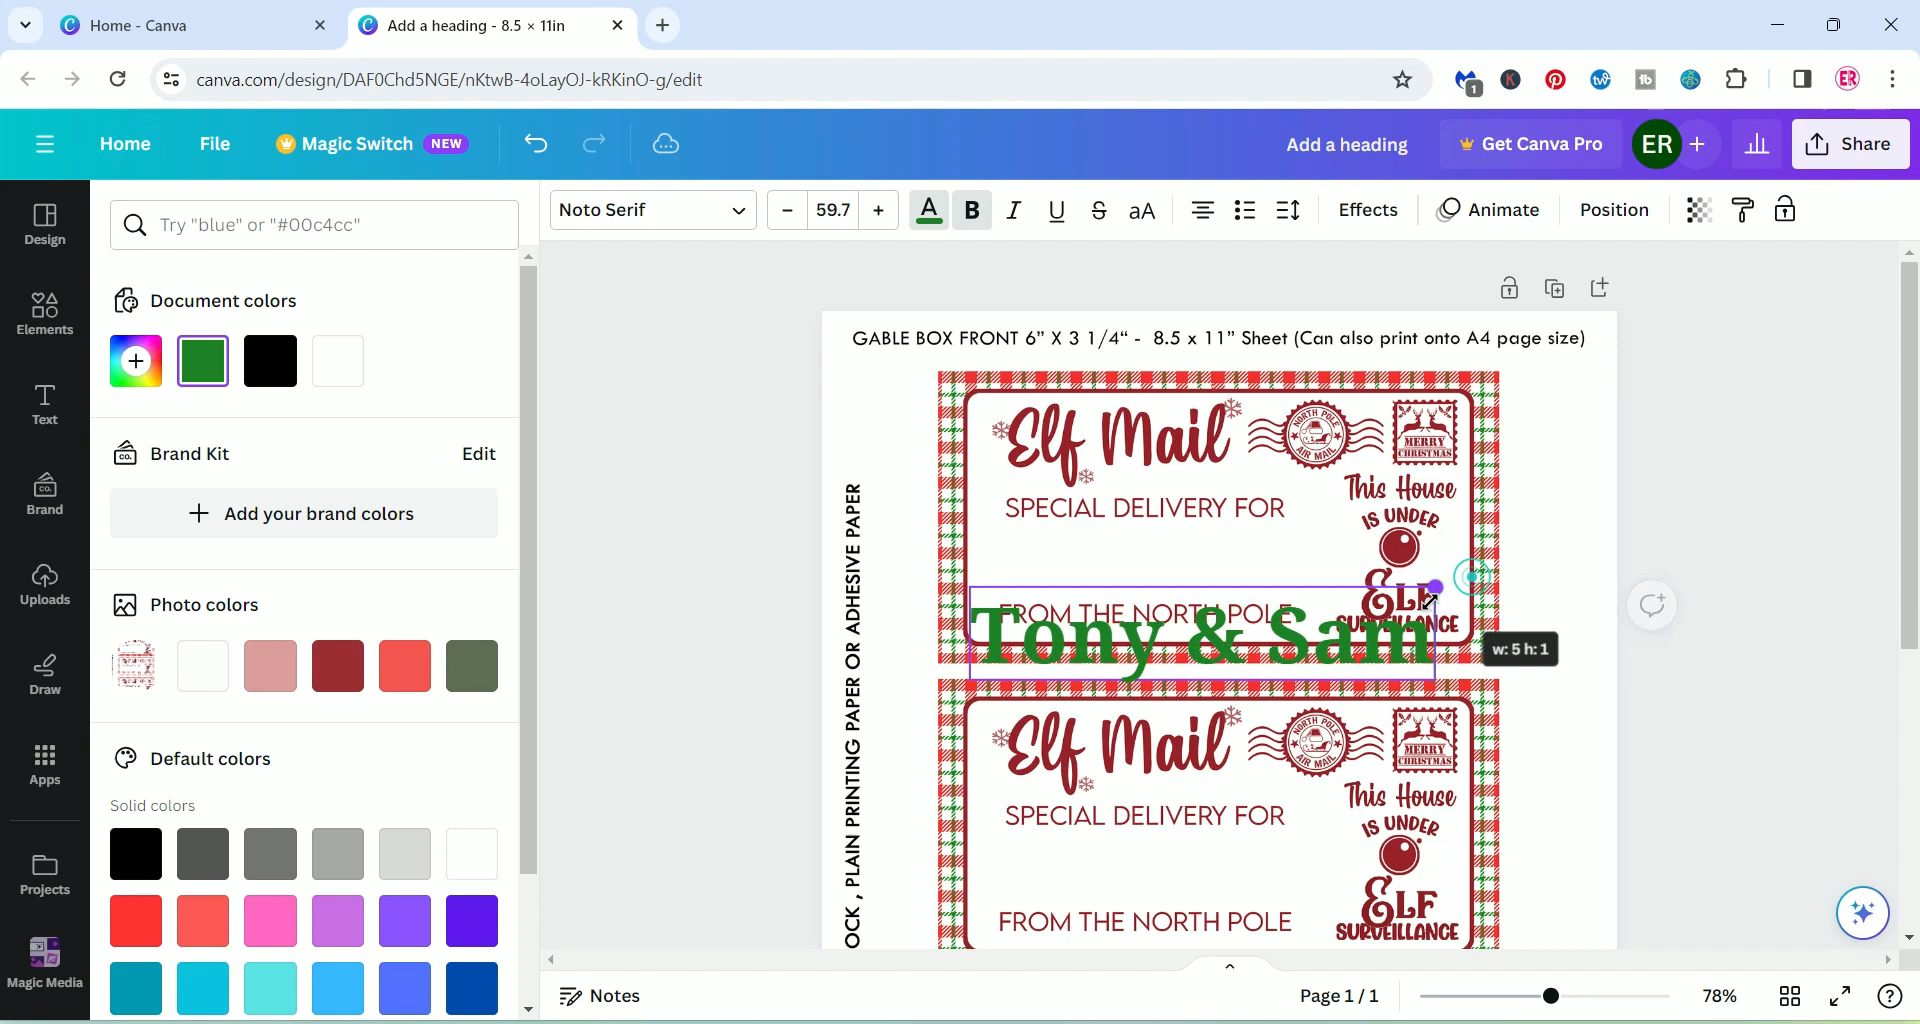 Home - Canva
Add a heading - 8.5 × 11in
canva.com/design/DAF0Chd5NGE/nKtwB-4oLayOJ-kRKinO-g/edit
1
K
tb
ER
Home
File
Magic Switch
NEW
Add a heading
Get Canva Pro
ER
Share
Design
Elements
Text
Brand
Uploads
Draw
Apps
Projects
Magic Media
Try "blue" or "#00c4cc"
Document colors
Brand Kit
Edit
Add your brand colors
Photo colors
Default colors
Solid colors
Noto Serif
- 59.7 +
A
B
I
U
S
aA
Effects
Animate
Position
GABLE BOX FRONT 6” X 3 1/4“ - 8.5 x 11” Sheet (Can also print onto A4 page size)
OCK , PLAIN PRINTING PAPER OR ADHESIVE PAPER
Elf Mail
NORTH POLE
AIR MAIL
MERRY
CHRISTMAS
SPECIAL DELIVERY FOR
This House
IS UNDER
ELF
SURVEILLANCE
FROM THE NORTH POLE
Tony & Sam
w: 5 h: 1
Elf Mail
NORTH POLE
AIR MAIL
MERRY
CHRISTMAS
SPECIAL DELIVERY FOR
This House
IS UNDER
ELF
SURVEILLANCE
FROM THE NORTH POLE
Notes
Page 1 / 1
78%